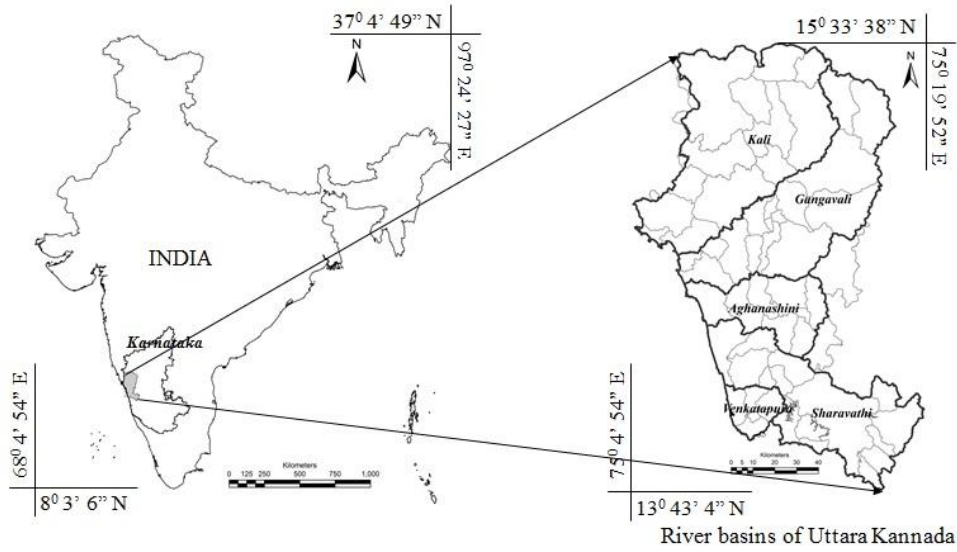 37⁰ 4’ 49” N
97⁰ 24’ 27” E
N
INDIA
Karnataka
68⁰ 4’ 54” E
8⁰ 3’ 6” N
Kilometers
0 125 250 500 750 1,000
15⁰ 33’ 38” N
75⁰ 19’ 52” E
N
Kali
Gangavali
Aghanashini
Venkatapura
Sharavathi
75⁰ 4’ 54” E
Kilometers
0 5 10 20 30 40
13⁰ 43’ 4” N
River basins of Uttara Kannada